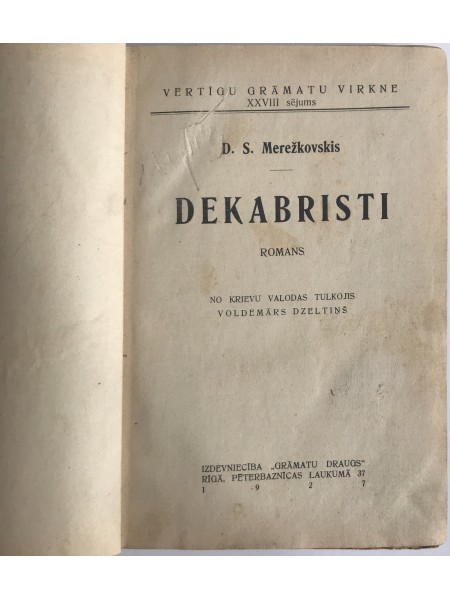 VERTĪGU GRĀMATU VIRKNE
XXVIII sējums
D. S. Merežkovskis
DEKABRISTI
ROMANS
NO KRIEVU VALODAS TULKOJIS
VOLDEMĀRS DZELTIŅŠ
IZDEVNIECĪBA „GRĀMATU DRAUGS"
RĪGĀ, PĒTERBAZNĪCAS LAUKUMĀ 37
1 9 2 7